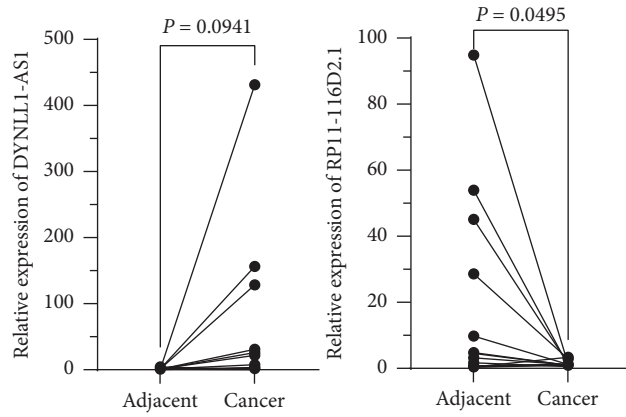 P = 0.0941
Relative expression of DYNLL1-AS1
500
400
300
200
100
0
Adjacent
Cancer
P = 0.0495
Relative expression of RP11-116D2.1
100
80
60
40
20
0
Adjacent
Cancer